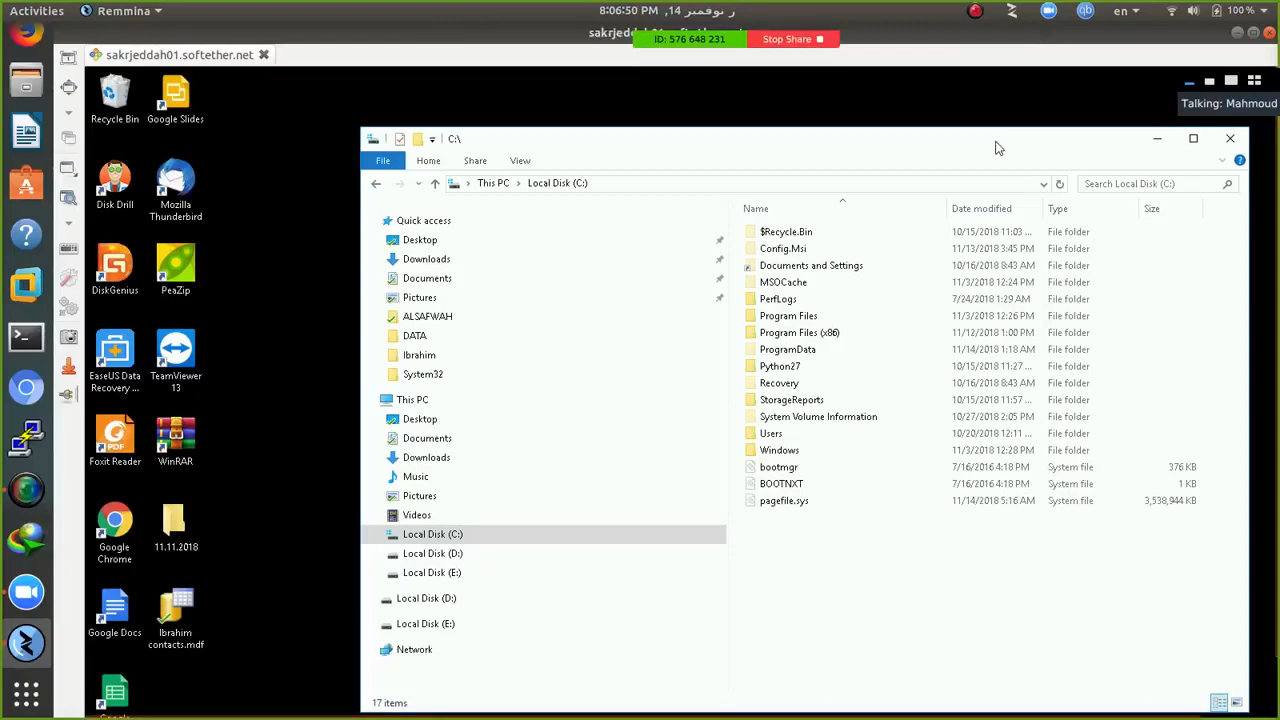 Activities
Remmina
8:06:50 PM ,14 ر نوفمبر
en
100 %
sakrjeddah01.soft
ID: 576 648 231
Stop Share
sakrjeddah01.softether.net
Talking: Mahmoud
Recycle Bin
Google Slides
Disk Drill
Mozilla
Thunderbird
DiskGenius
PeaZip
EaseUS Data
Recovery ...
TeamViewer
13
Foxit Reader
WinRAR
Google
Chrome
11.11.2018
Google Docs
Ibrahim
contacts.mdf
C:\
File
Home
Share
View
This PC
Local Disk (C:)
Search Local Disk (C:)
Quick access
Desktop
Downloads
Documents
Pictures
ALSAFWAH
DATA
Ibrahim
System32
This PC
Desktop
Documents
Downloads
Music
Pictures
Videos
Local Disk (C:)
Local Disk (D:)
Local Disk (E:)
Local Disk (D:)
Local Disk (E:)
Network
Name Date modified Type Size
$Recycle.Bin 10/15/2018 11:03 ... File folder
Config.Msi 11/13/2018 3:45 PM File folder
Documents and Settings 10/16/2018 8:43 AM File folder
MSOCache 11/3/2018 12:24 PM File folder
PerfLogs 7/24/2018 1:29 AM File folder
Program Files 11/3/2018 12:26 PM File folder
Program Files (x86) 11/12/2018 1:00 PM File folder
ProgramData 11/14/2018 1:18 AM File folder
Python27 10/15/2018 11:27 ... File folder
Recovery 10/16/2018 8:43 AM File folder
StorageReports 10/15/2018 11:57 ... File folder
System Volume Information 10/27/2018 2:05 PM File folder
Users 10/20/2018 12:11 ... File folder
Windows 11/3/2018 12:28 PM File folder
bootmgr 7/16/2016 4:18 PM System file 376 KB
BOOTNXT 7/16/2016 4:18 PM System file 1 KB
pagefile.sys 11/14/2018 5:16 AM System file 3,538,944 KB
17 items